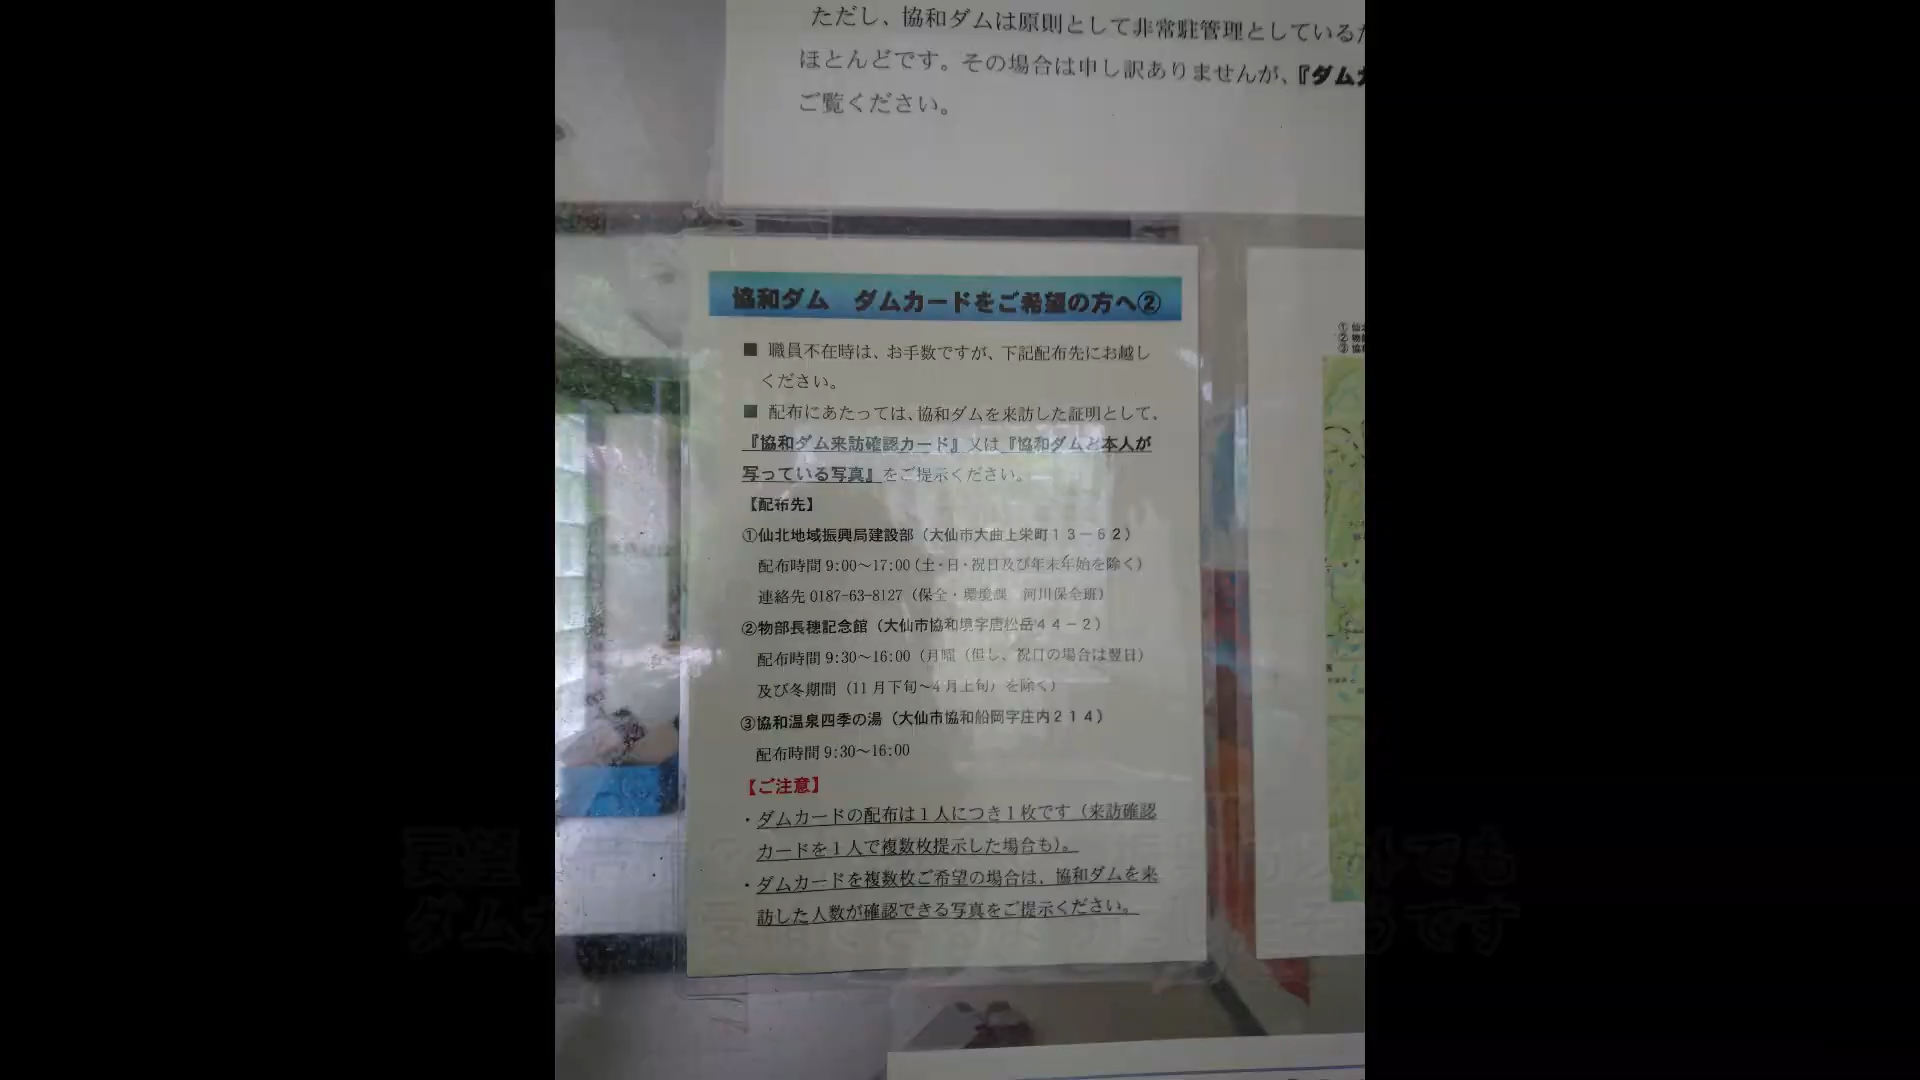 ただし、協和ダムは原則として非常駐管理としている
ほとんどです。その場合は申し訳ありませんが、『ダム
ご覧ください。
協和ダム　ダムカードをご希望の方へ②
■ 職員不在時は、お手数ですが、下記配布先にお越し
ください。
■ 配布にあたっては、協和ダムを来訪した証明として、
『協和ダム来訪確認カード』又は『協和ダムと本人が
写っている写真』をご提示ください。
【配布先】
①仙北地域振興局建設部（大仙市大曲上栄町１３－６２）
配布時間 9:00～17:00（土・日・祝日及び年末年始を除く）
連絡先 0187-63-8127（保全・環境課　河川保全班）
②物部長穂記念館（大仙市協和境字唐松岳４４－２）
配布時間 9:30～16:00（月曜（但し、祝日の場合は翌日）
及び冬期間（11月下旬～4月上旬）を除く）
③協和温泉四季の湯（大仙市協和船岡字庄内２１４）
配布時間 9:30～16:00
【ご注意】
・ダムカードの配布は１人につき１枚です（来訪確認
カードを１人で複数枚提示した場合も）。
・ダムカードを複数枚ご希望の場合は、協和ダムを来
訪した人数が確認できる写真をご提示ください。